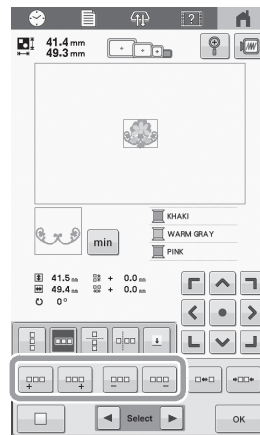 41.4 mm
49.3 mm
min
KHAKI
WARM GRAY
PINK
41.5 mm + 0.0 mm
49.4 mm + 0.0 mm
0°
Select
OK